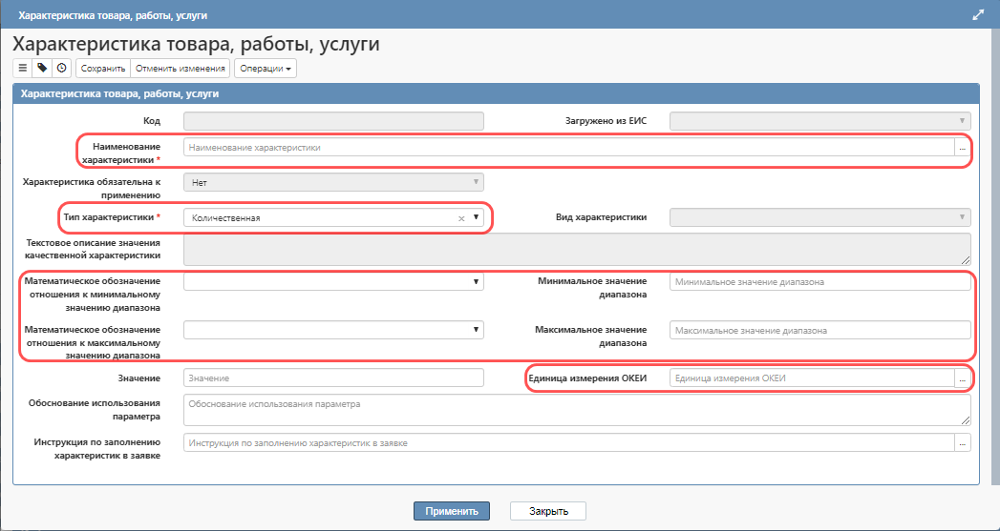 Характеристика товара, работы, услуги
Характеристика товара, работы, услуги
Сохранить Отменить изменения Операции
Характеристика товара, работы, услуги
Код Загружено из ЕИС
Наименование
характеристики * Наименование характеристики ...
Характеристика обязательна к
применению Нет
Тип характеристики * Количественная × Вид характеристики
Текстовое описание значения
качественной характеристики
Математическое обозначение
отношения к минимальному
значению диапазона
Минимальное значение
диапазона Минимальное значение диапазона
Математическое обозначение
отношения к максимальному
значению диапазона
Максимальное значение
диапазона Максимальное значение диапазона
Значение Значение Единица измерения ОКЕИ Единица измерения ОКЕИ ...
Обоснование использования
параметра Обоснование использования параметра
Инструкция по заполнению
характеристик в заявке Инструкция по заполнению характеристик в заявке ...
Применить Закрыть